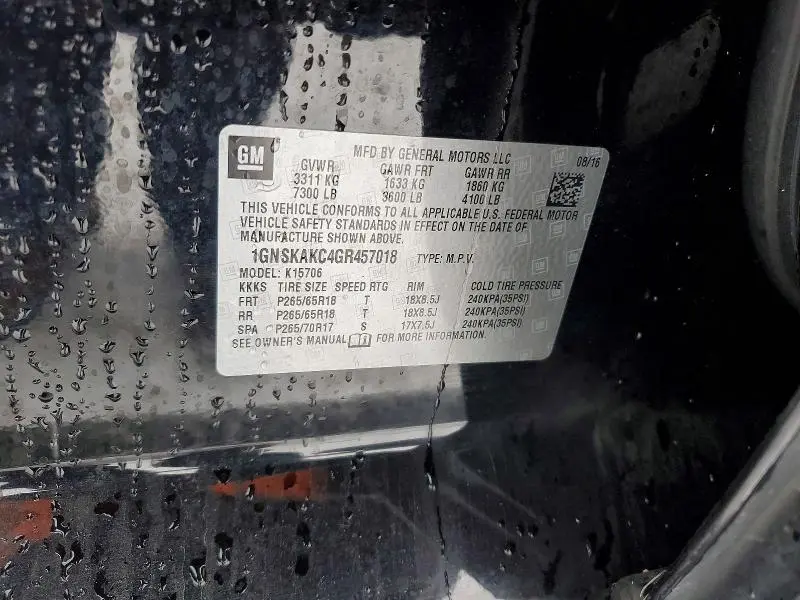 GM
MFD BY GENERAL MOTORS LLC 08/16
GVWR GAWR FRT GAWR RR
3311 KG 1633 KG 1860 KG
7300 LB 3600 LB 4100 LB
THIS VEHICLE CONFORMS TO ALL APPLICABLE U.S. FEDERAL MOTOR
VEHICLE SAFETY STANDARDS IN EFFECT ON THE DATE OF
MANUFACTURE SHOWN ABOVE.
1GNSKAKC4GR457018 TYPE: M.P.V.
MODEL: K15706
KKKS TIRE SIZE SPEED RTG RIM COLD TIRE PRESSURE
FRT P265/65R18 T 18X8.5J 240KPA(35PSI)
RR P265/65R18 T 18X8.5J 240KPA(35PSI)
SPA P265/70R17 S 17X7.5J 240KPA(35PSI)
SEE OWNER'S MANUAL FOR MORE INFORMATION.